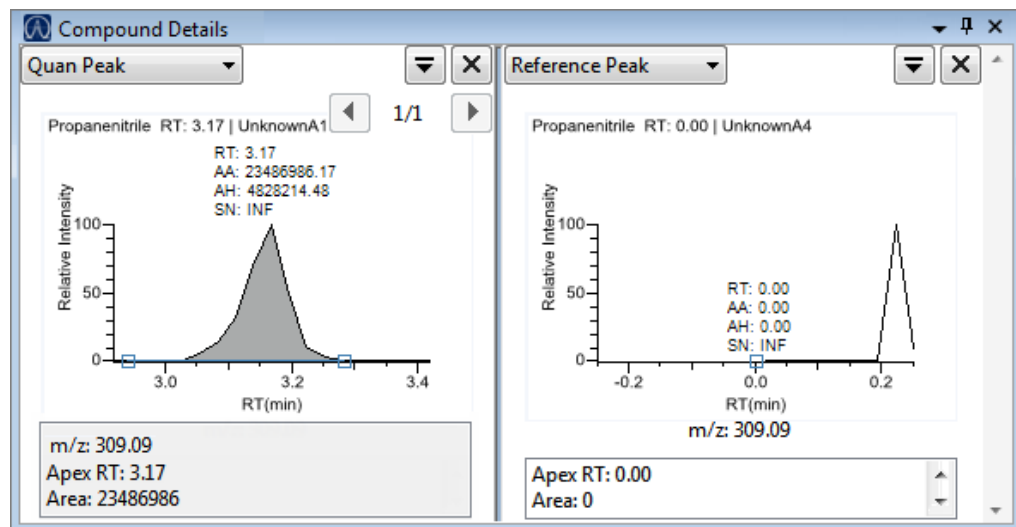 Compound Details
Quan Peak
1/1
Propanenitrile RT: 3.17 | UnknownA1
RT: 3.17
AA: 23486986.17
AH: 4828214.48
SN: INF
Relative Intensity
100
50
0
3.0
3.2
3.4
RT(min)
m/z: 309.09
Apex RT: 3.17
Area: 23486986
Reference Peak
Propanenitrile RT: 0.00 | UnknownA4
Relative Intensity
100
50
0
RT: 0.00
AA: 0.00
AH: 0.00
SN: INF
-0.2
0.0
0.2
RT(min)
m/z: 309.09
Apex RT: 0.00
Area: 0